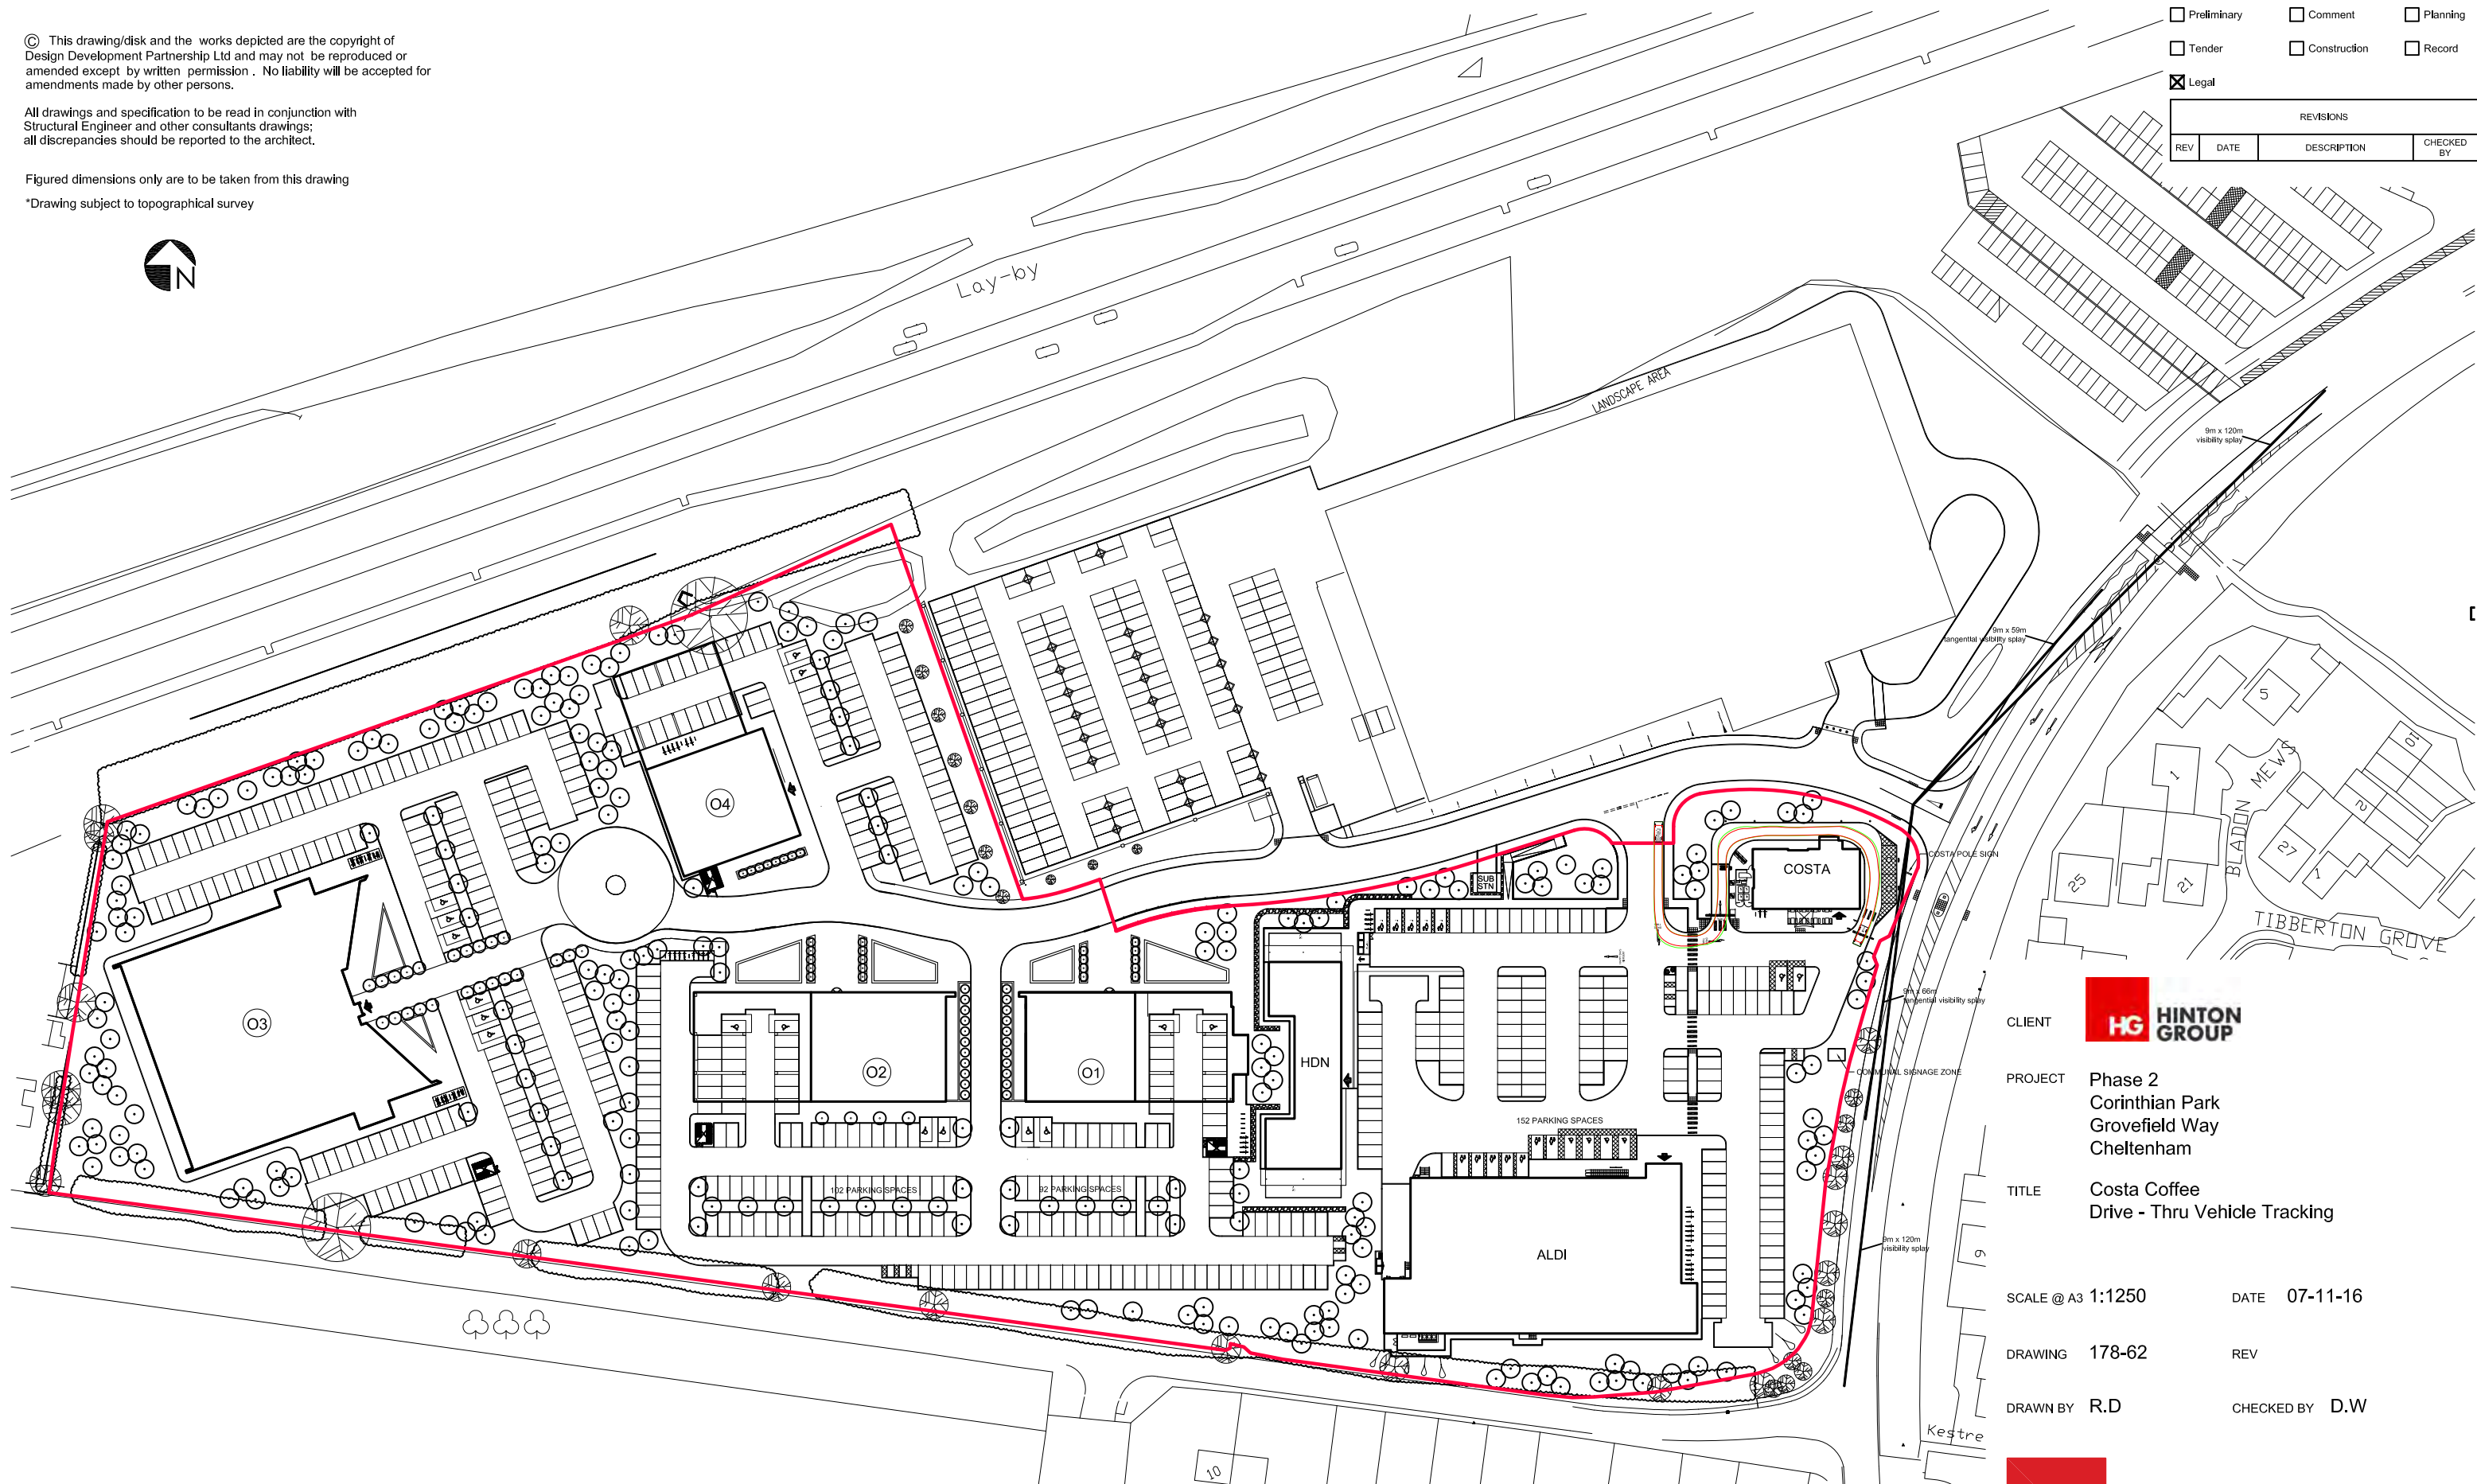 © This drawing/disk and the works depicted are the copyright of
Design Development Partnership Ltd and may not be reproduced or
amended except by written permission . No liability will be accepted for
amendments made by other persons.
All drawings and specification to be read in conjunction with
Structural Engineer and other consultants drawings;
all discrepancies should be reported to the architect.
Figured dimensions only are to be taken from this drawing
*Drawing subject to topographical survey
N
Preliminary
Comment
Planning
Tender
Construction
Record
Legal
REVISIONS
REV
DATE
DESCRIPTION
CHECKED
BY
Lay-by
LANDSCAPE AREA
9m x 120m
visibility splay
9m x 59m
tangential visibility splay
5
10
1
2
BLADON MEWS
27
1
25
21
TIBBERTON GROVE
O4
COSTA
COSTA POLE SIGN
SUB
STN
O3
O2
O1
HDN
9m x 66m
tangential visibility splay
COMMUNAL SIGNAGE ZONE
152 PARKING SPACES
102 PARKING SPACES
92 PARKING SPACES
ALDI
9m x 120m
visibility splay
9
10
Kestre
CLIENT
HG HINTON
GROUP
PROJECT
Phase 2
Corinthian Park
Grovefield Way
Cheltenham
TITLE
Costa Coffee
Drive - Thru Vehicle Tracking
SCALE @ A3 1:1250
DATE 07-11-16
DRAWING 178-62
REV
DRAWN BY R.D
CHECKED BY D.W